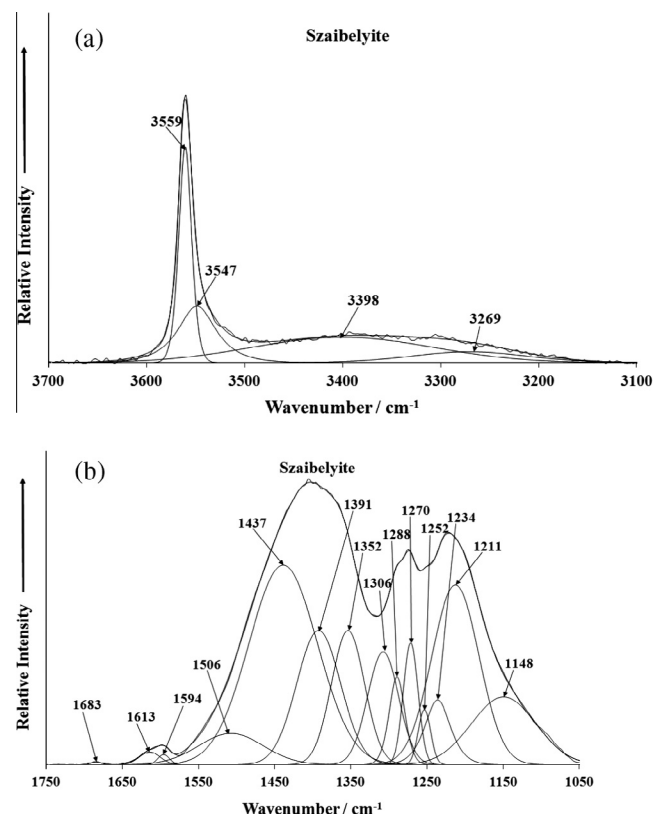 (a)
Szaibelyite
3559
3547
3398
3269
Relative Intensity
3700 3600 3500 3400 3300 3200 3100
Wavenumber / cm⁻¹
(b)
Szaibelyite
1437
1391
1352
1306
1288
1270
1252
1234
1211
1506
1148
1683
1613
1594
Relative Intensity
1750 1650 1550 1450 1350 1250 1150 1050
Wavenumber / cm⁻¹